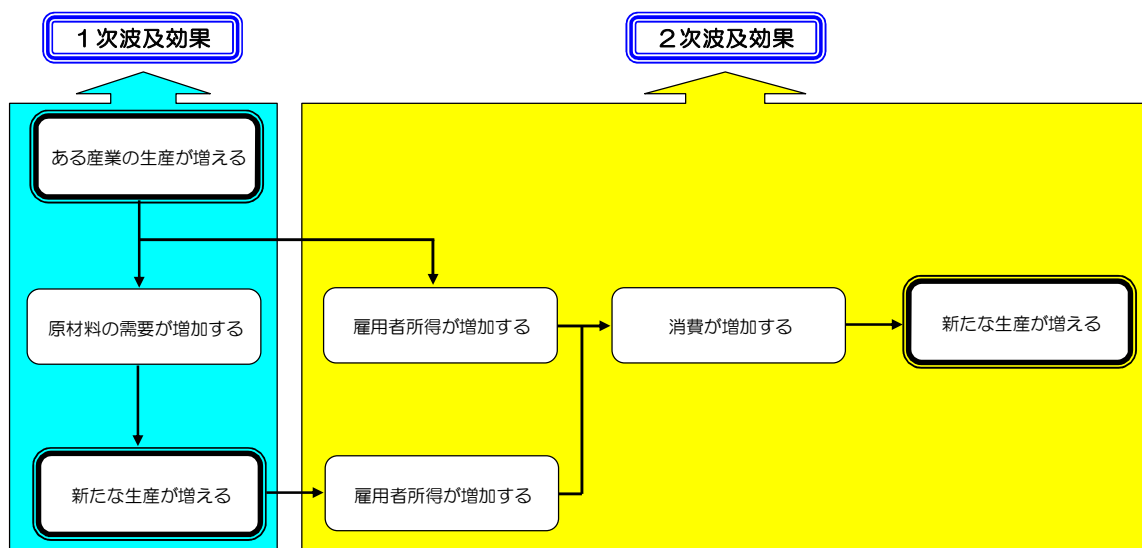 １次波及効果
２次波及効果
ある産業の生産が増える
原材料の需要が増加する
雇用者所得が増加する
消費が増加する
新たな生産が増える
新たな生産が増える
雇用者所得が増加する